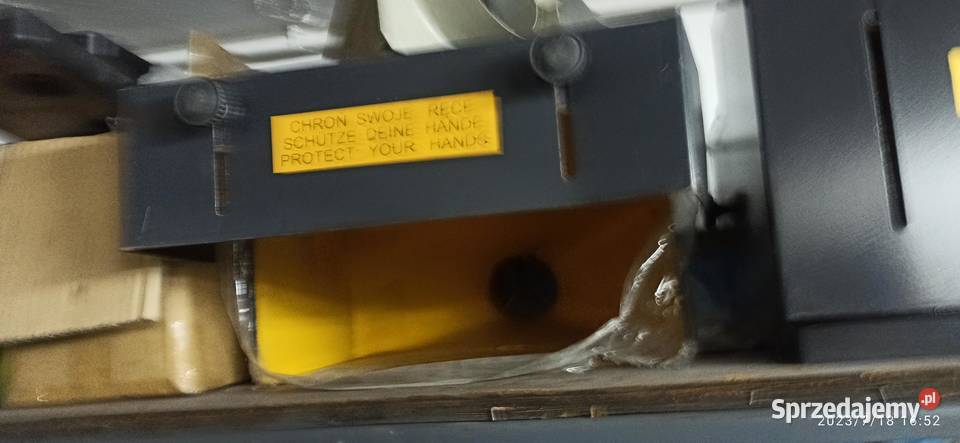 CHRON SWOJE RECE
SCHUTZE DEINE HANDE
PROTECT YOUR HANDS
Sprzedajemy.pl
2023/7/18 16:52